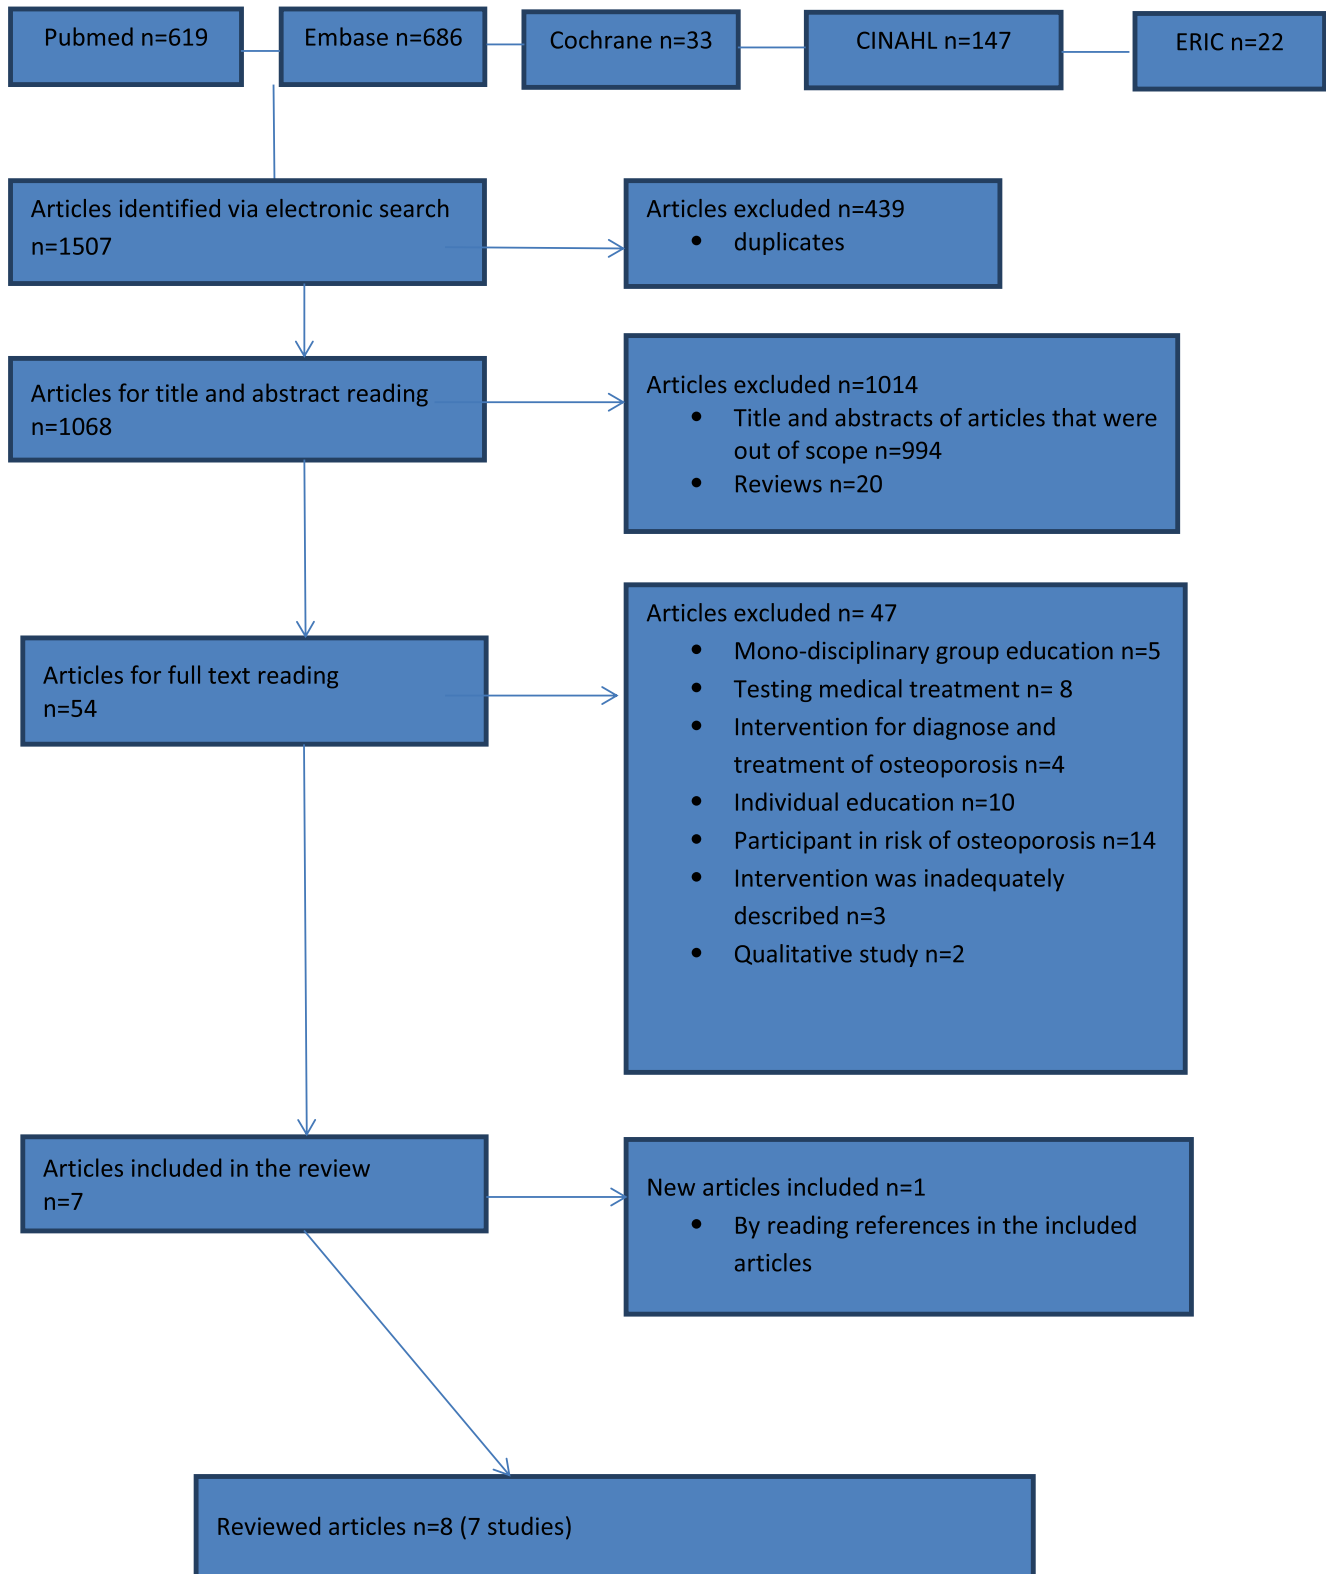 Pubmed n=619
Embase n=686
Cochrane n=33
CINAHL n=147
ERIC n=22
Articles identified via electronic search
n=1507
Articles excluded n=439
• duplicates
Articles for title and abstract reading
n=1068
Articles excluded n=1014
• Title and abstracts of articles that were
out of scope n=994
• Reviews n=20
Articles for full text reading
n=54
Articles excluded n= 47
• Mono-disciplinary group education n=5
• Testing medical treatment n= 8
• Intervention for diagnose and
treatment of osteoporosis n=4
• Individual education n=10
• Participant in risk of osteoporosis n=14
• Intervention was inadequately
described n=3
• Qualitative study n=2
Articles included in the review
n=7
New articles included n=1
• By reading references in the included
articles
Reviewed articles n=8 (7 studies)